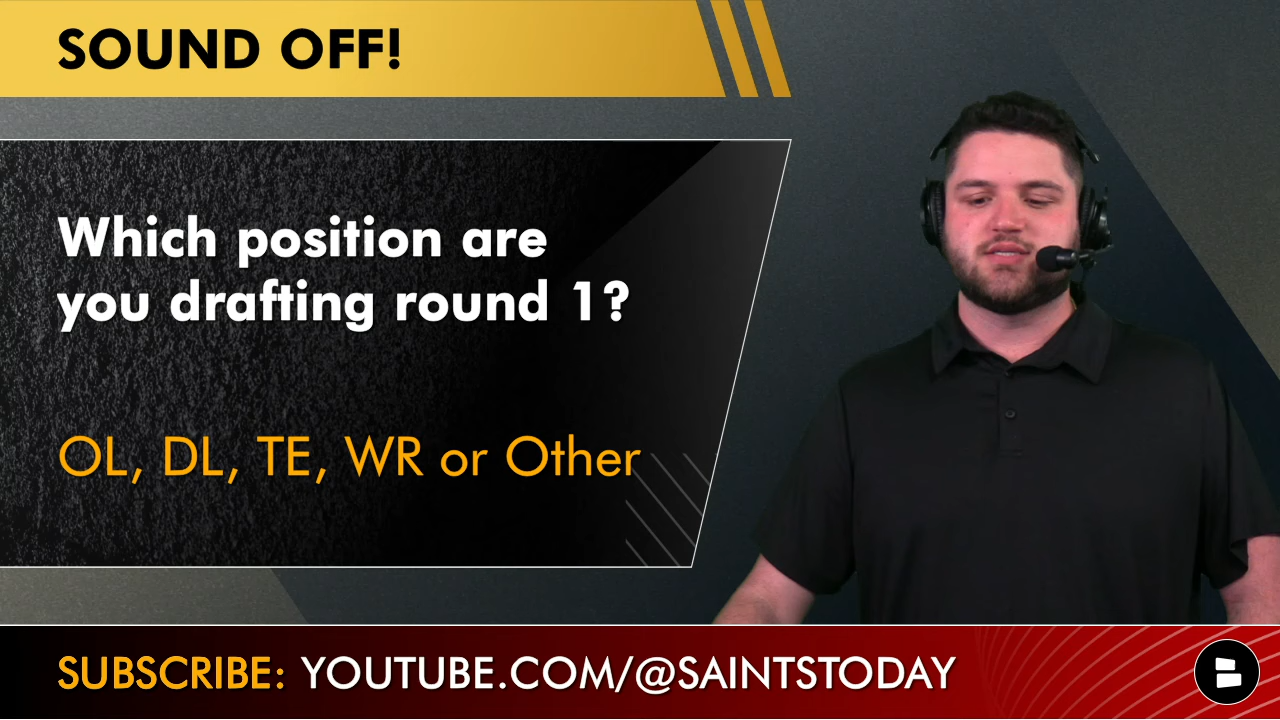 SOUND OFF!
Which position are
you drafting round 1?
OL, DL, TE, WR or Other
SUBSCRIBE: YOUTUBE.COM/@SAINTSTODAY